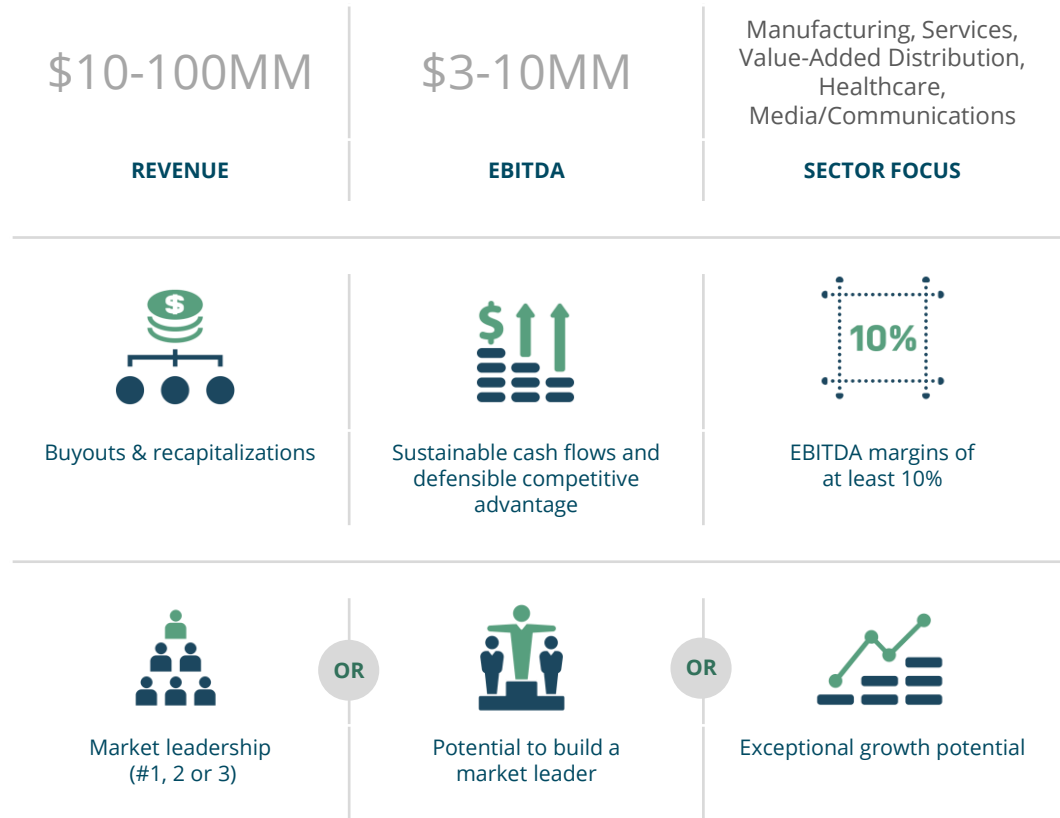 $10-100MM
REVENUE
$3-10MM
EBITDA
Manufacturing, Services,
Value-Added Distribution,
Healthcare,
Media/Communications
SECTOR FOCUS
$
Buyouts & recapitalizations
$
Sustainable cash flows and
defensible competitive
advantage
10%
EBITDA margins of
at least 10%
Market leadership
(#1, 2 or 3)
OR
Potential to build a
market leader
OR
Exceptional growth potential